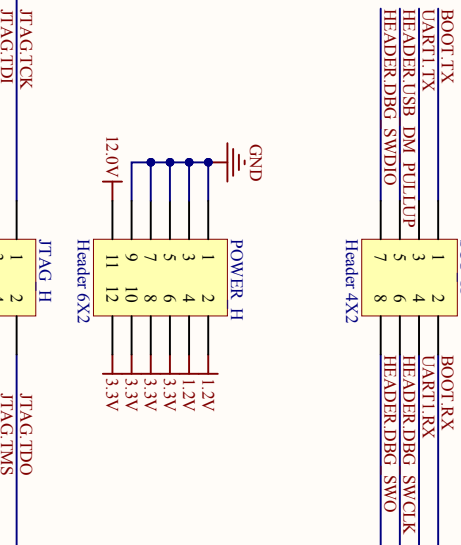 BOOT.TX
UART1.TX
HEADER.USB_DM_PULLUP
HEADER.DBG_SWDIO
1 2
3 4
5 6
7 8
Header 4X2
BOOT.RX
UART1.RX
HEADER.DBG_SWCLK
HEADER.DBG_SWO
GND
12.0V
POWER_H
1 2
3 4
5 6
7 8
9 10
11 12
Header 6X2
1.2V
1.2V
3.3V
3.3V
3.3V
3.3V
JTAG.TCK
JTAG.TDI
JTAG_H
1 2
JTAG.TDO
JTAG.TMS